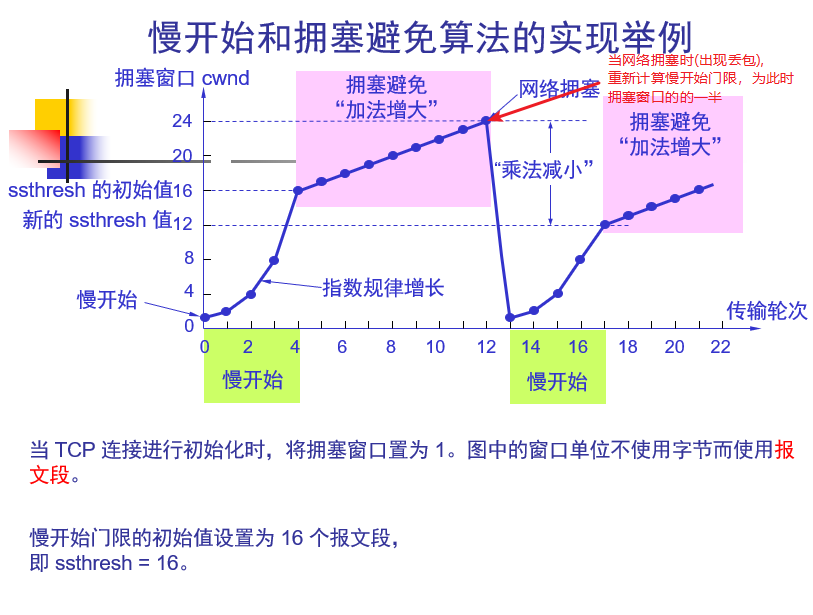 慢开始和拥塞避免算法的实现举例
当网络拥塞时(出现丢包),
重新计算慢开始门限，为此时
拥塞窗口的的一半
拥塞窗口 cwnd
拥塞避免
“加法增大”
网络拥塞
拥塞避免
“加法增大”
24
20
“乘法减小”
ssthresh 的初始值16
新的 ssthresh 值12
8
指数规律增长
4
慢开始
传输轮次
0
0 2 4 6 8 10 12 14 16 18 20 22
慢开始
慢开始
当 TCP 连接进行初始化时，将拥塞窗口置为 1。图中的窗口单位不使用字节而使用报
文段。
慢开始门限的初始值设置为 16 个报文段，
即 ssthresh = 16。